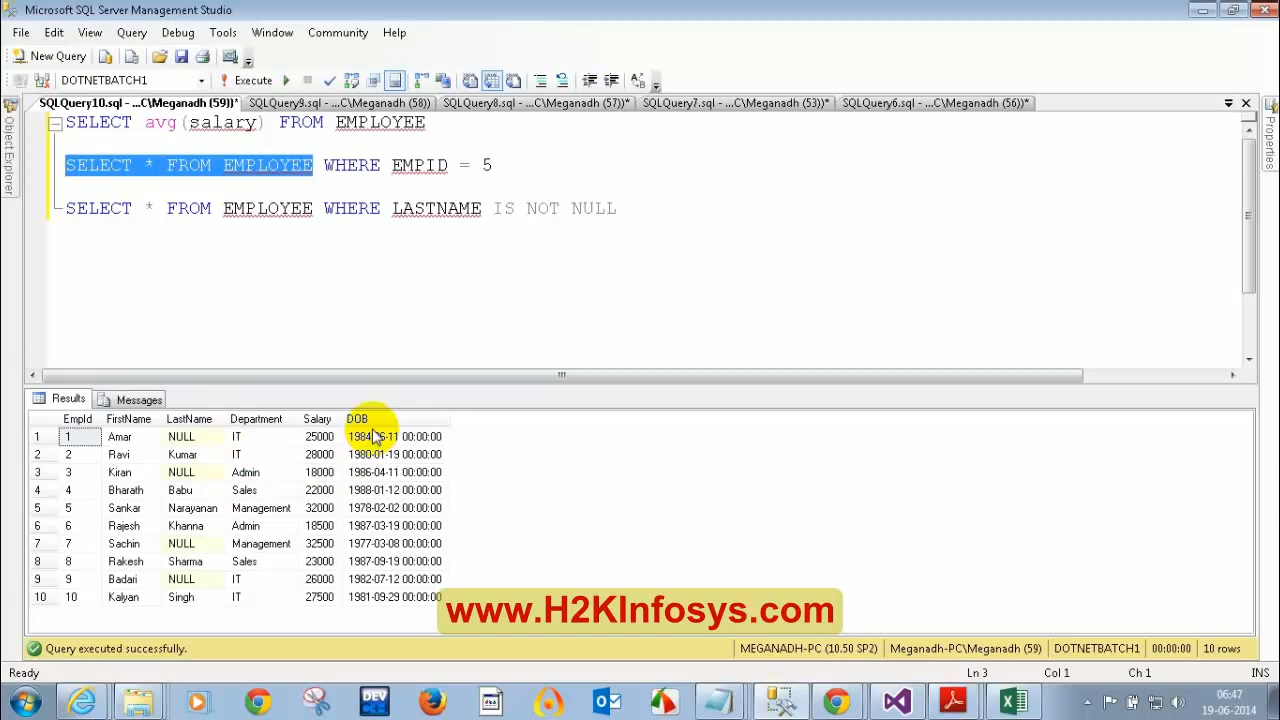 Microsoft SQL Server Management Studio
File Edit View Query Debug Tools Window Community Help
New Query
DOTNETBATCH1 Execute
SQLQuery10.sql - ...C\Meganadh (59))* SQLQuery9.sql - ...C\Meganadh (58)) SQLQuery8.sql - ...C\Meganadh (57))* SQLQuery7.sql - ...C\Meganadh (53))* SQLQuery6.sql - ...C\Meganadh (56))*
Object Explorer
Properties
SELECT avg(salary) FROM EMPLOYEE
SELECT * FROM EMPLOYEE WHERE EMPID = 5
SELECT * FROM EMPLOYEE WHERE LASTNAME IS NOT NULL
Results Messages
EmpId FirstName LastName Department Salary DOB
1 1 Amar NULL IT 25000 1984-06-11 00:00:00
2 2 Ravi Kumar IT 28000 1980-01-19 00:00:00
3 3 Kiran NULL Admin 18000 1986-04-11 00:00:00
4 4 Bharath Babu Sales 22000 1988-01-12 00:00:00
5 5 Sankar Narayanan Management 32000 1978-02-02 00:00:00
6 6 Rajesh Khanna Admin 18500 1987-03-19 00:00:00
7 7 Sachin NULL Management 32500 1977-03-08 00:00:00
8 8 Rakesh Sharma Sales 23000 1987-09-19 00:00:00
9 9 Badari NULL IT 26000 1982-07-12 00:00:00
10 10 Kalyan Singh IT 27500 1981-09-29 00:00:00
www.H2KInfosys.com
Query executed successfully. MEGANADH-PC (10.50 SP2) Meganadh-PC\Meganadh (59) DOTNETBATCH1 00:00:00 10 rows
Ready Ln 3 Col 1 Ch 1
DEV
06:47
19-06-2014